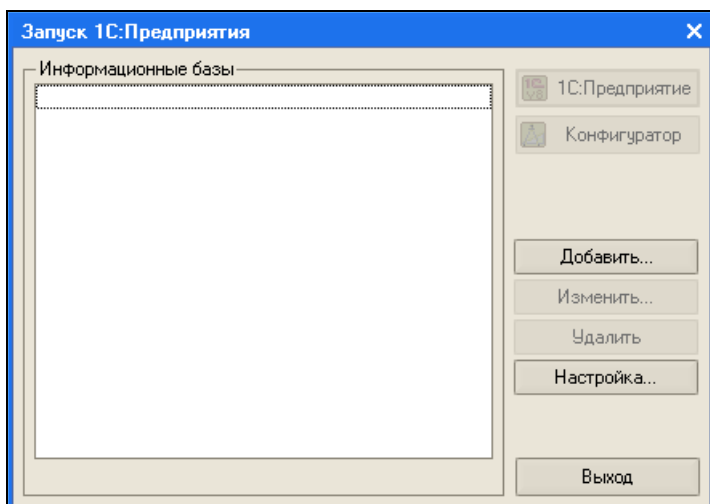 Запуск 1С:Предприятия
Информационные базы
1С:Предприятие
Конфигуратор
Добавить...
Изменить...
Удалить
Настройка...
Выход